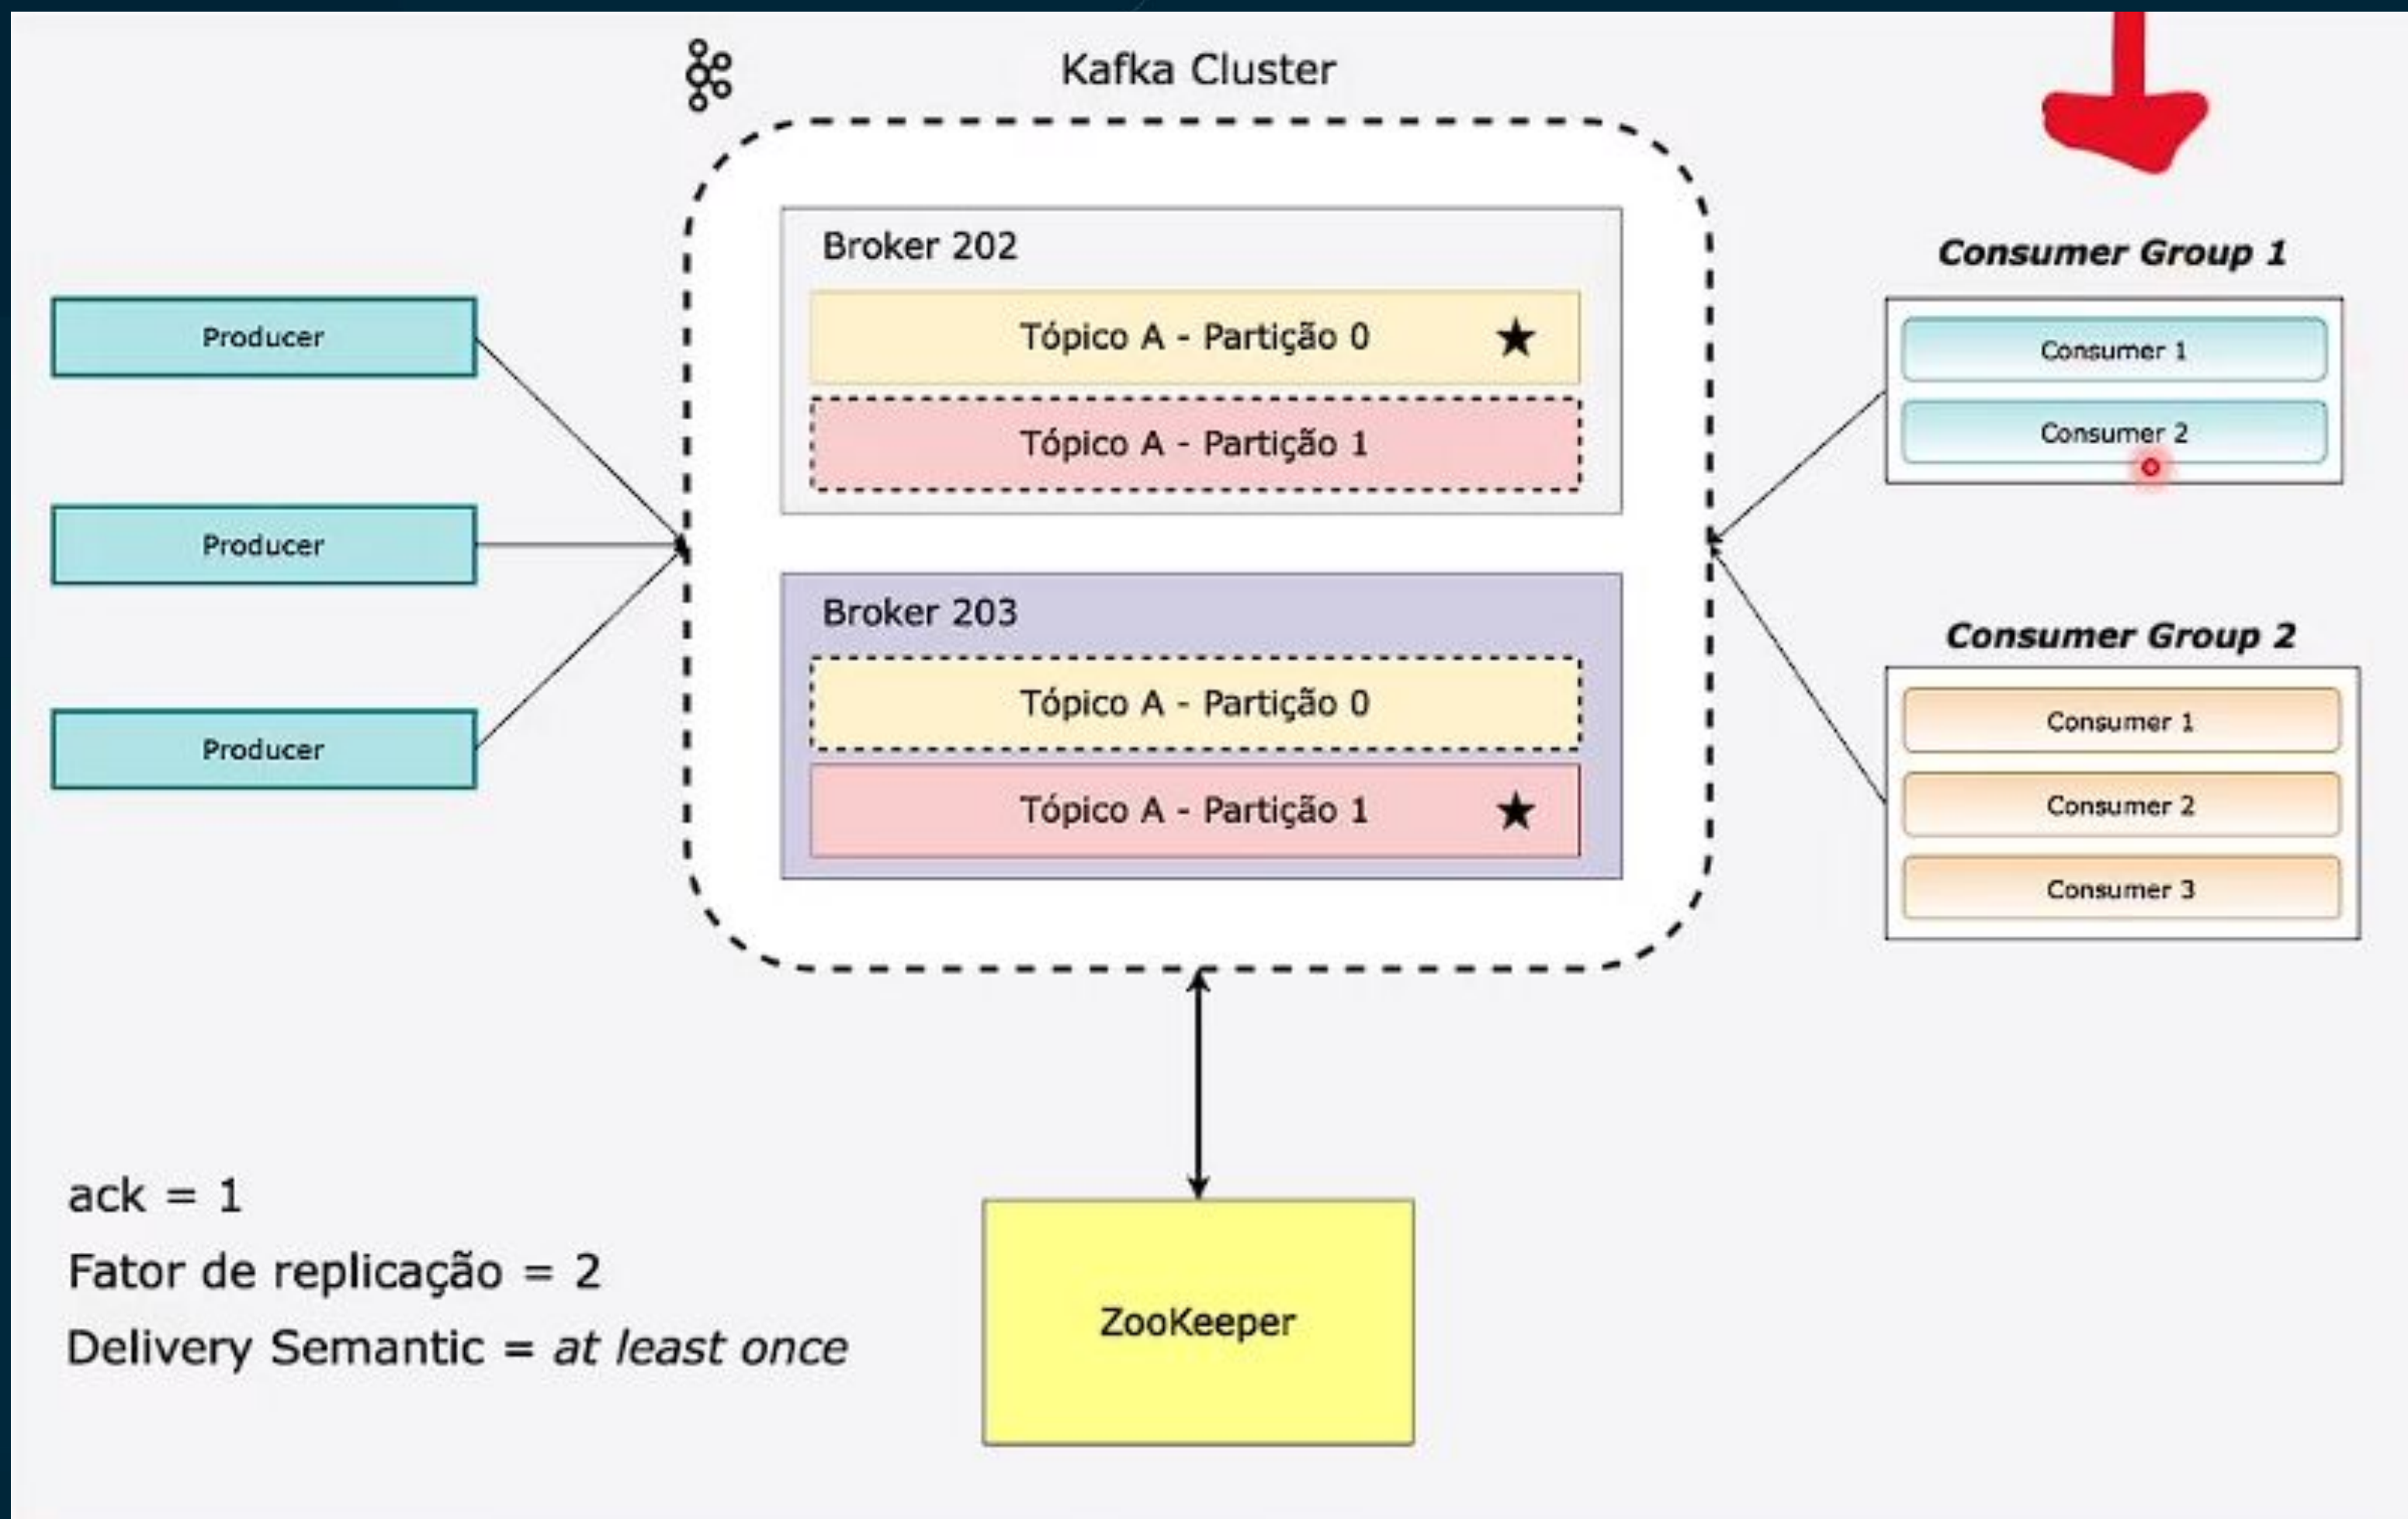 Kafka Cluster
Producer
Producer
Producer
Broker 202
Tópico A - Partição 0
Tópico A - Partição 1
Broker 203
Tópico A - Partição 0
Tópico A - Partição 1
Consumer Group 1
Consumer 1
Consumer 2
Consumer Group 2
Consumer 1
Consumer 2
Consumer 3
ZooKeeper
ack = 1
Fator de replicação = 2
Delivery Semantic = at least once